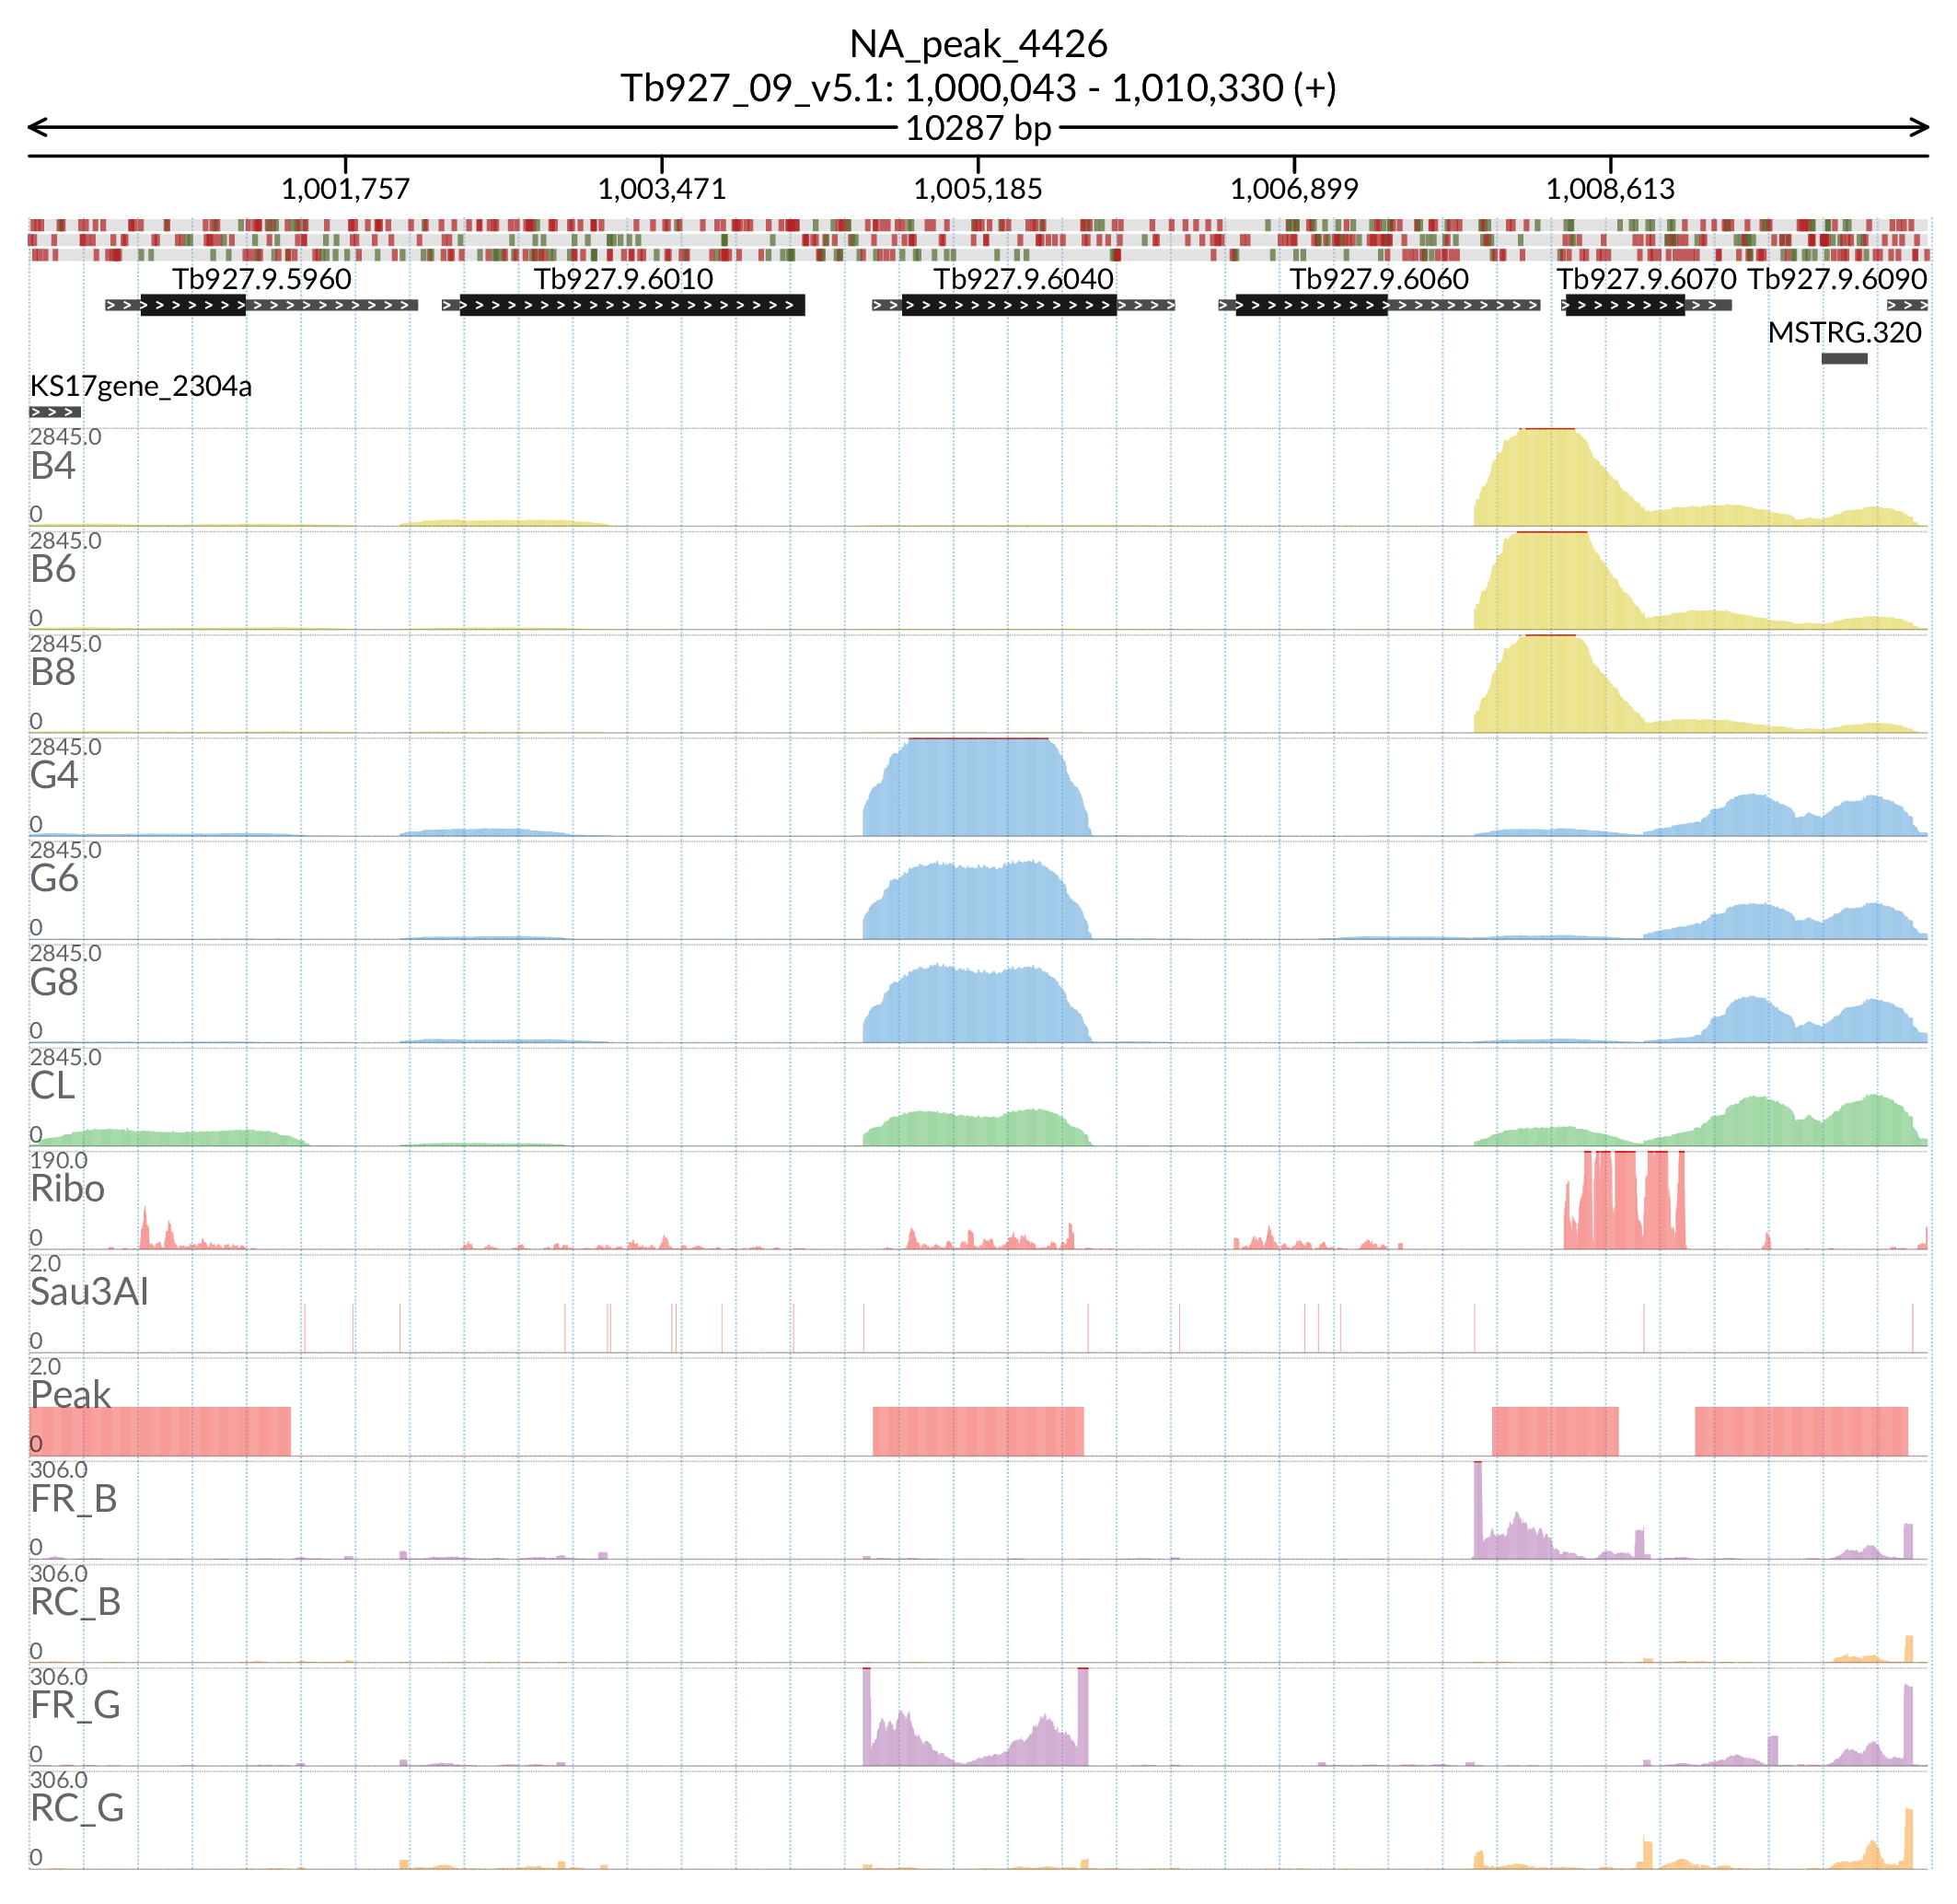 NA_peak_4426
Tb927_09_v5.1: 1,000,043 - 1,010,330 (+)
10287 bp
1,001,757 1,003,471 1,005,185 1,006,899 1,008,613
Tb927.9.5960 Tb927.9.6010 Tb927.9.6040 Tb927.9.6060 Tb927.9.6070 Tb927.9.6090
MSTRG.320
KS17gene_2304a
2845.0
B4
0
2845.0
B6
0
2845.0
B8
0
2845.0
G4
0
2845.0
G6
0
2845.0
G8
0
2845.0
CL
0
190.0
Ribo
0
2.0
Sau3AI
0
2.0
Peak
0
306.0
FR_B
0
306.0
RC_B
0
306.0
FR_G
0
306.0
RC_G
0